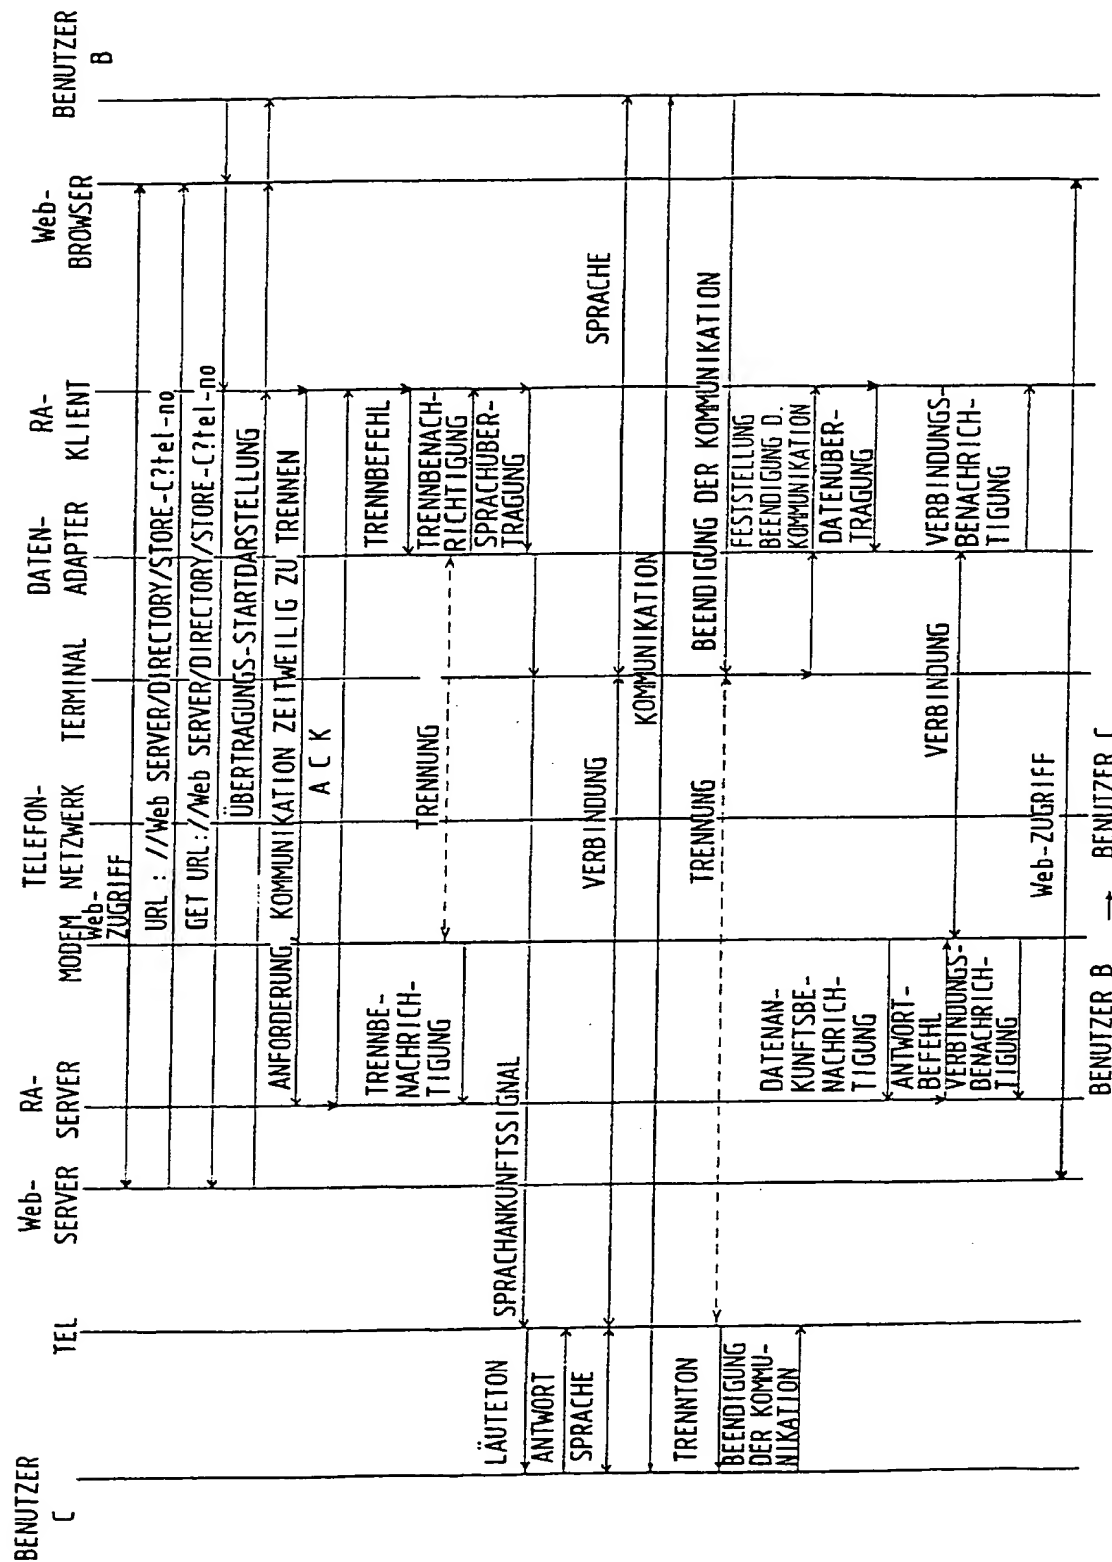 BENUTZER
C
TEL
Web-
SERVER
RA-
SERVER
MODEM
TELEFON-
NETZWERK
TERMINAL
DATEN-
ADAPTER
RA-
KLIENT
Web-
BROWSER
BENUTZER
B
Web-
ZUGRIFF
URL : //Web SERVER/DIRECTORY/STORE-C?tel-no
GET URL://Web SERVER/DIRECTORY/STORE-C?tel-no
ÜBERTRAGUNGS-STARTDARSTELLUNG
ANFORDERUNG KOMMUNIKATION ZEITWEILIG ZU TRENNEN
A C K
TRENNBEFEHL
TRENNBE-
NACHRICH-
TIGUNG
TRENNUNG
TRENNBENACH-
RICHTIGUNG
SPRACHUBER-
TRAGUNG
SPRACHANKUNFTSSIGNAL
LÄUTETON
ANTWORT
SPRACHE
VERBINDUNG
SPRACHE
KOMMUNIKATION
TRENNTON
TRENNUNG
BEENDIGUNG DER KOMMUNIKATION
BEENDIGUNG
DER KOMMU-
NIKATION
FESTSTELLUNG
BEENDIGUNG D.
KOMMUNIKATION
DATENUBER-
TRAGUNG
DATENAN-
KUNFTSBE-
NACHRICH-
TIGUNG
ANTWORT-
BEFEHL
VERBINDUNGS-
BENACHRICH-
TIGUNG
VERBINDUNG
VERBINDUNGS-
BENACHRICH-
TIGUNG
Web-ZUGRIFF
BENUTZER B → BENUTZER C